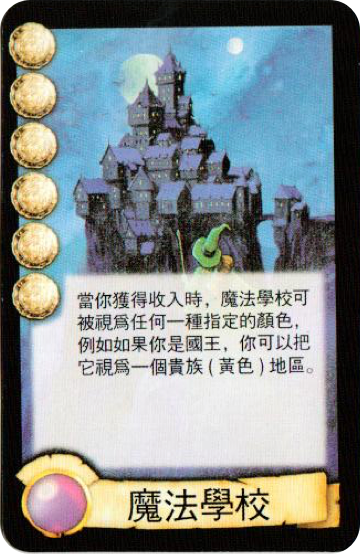 當你獲得收入時，魔法學校可
被視爲任何一種指定的顏色，
例如如果你是國王，你可以把
它視爲一個貴族(黃色)地區。
魔法學校